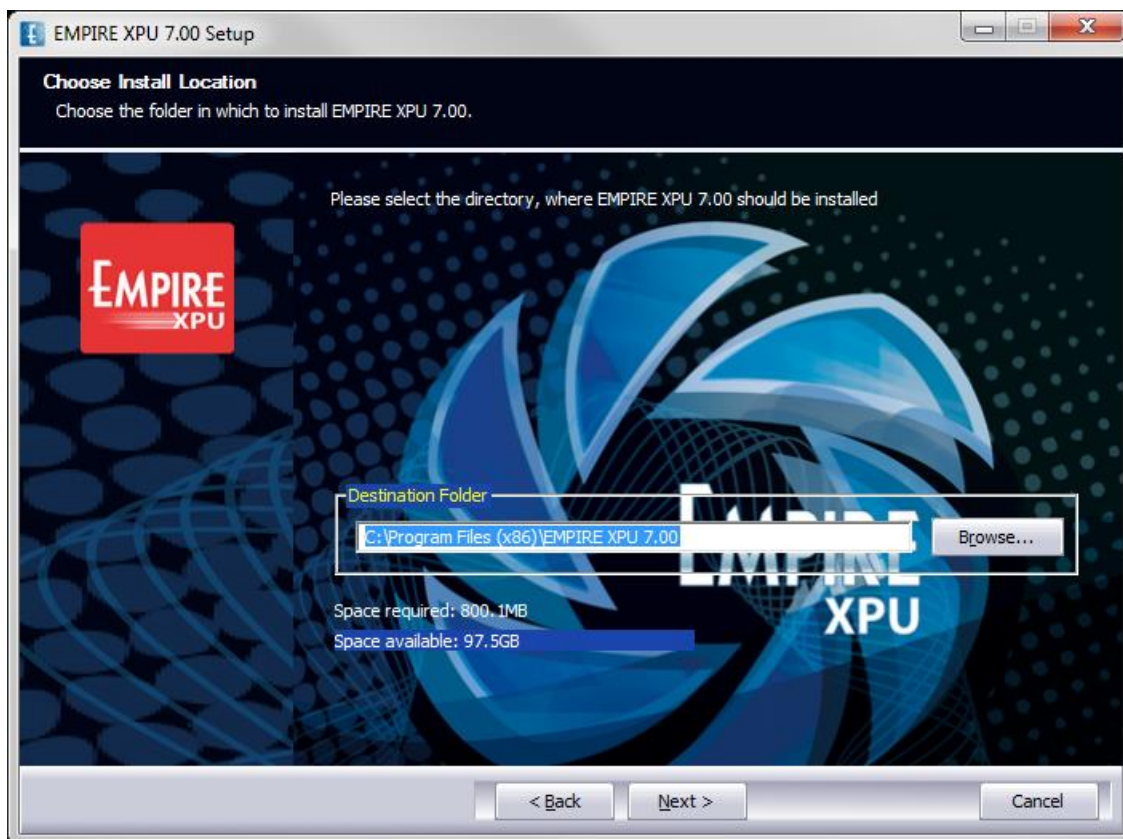 EMPIRE XPU 7.00 Setup
Choose Install Location
Choose the folder in which to install EMPIRE XPU 7.00.
Please select the directory, where EMPIRE XPU 7.00 should be installed
EMPIRE
XPU
Destination Folder
C:\Program Files (x86)\EMPIRE XPU 7.00
Browse...
EMPIRE
XPU
Space required: 800.1MB
Space available: 97.5GB
< Back
Next >
Cancel